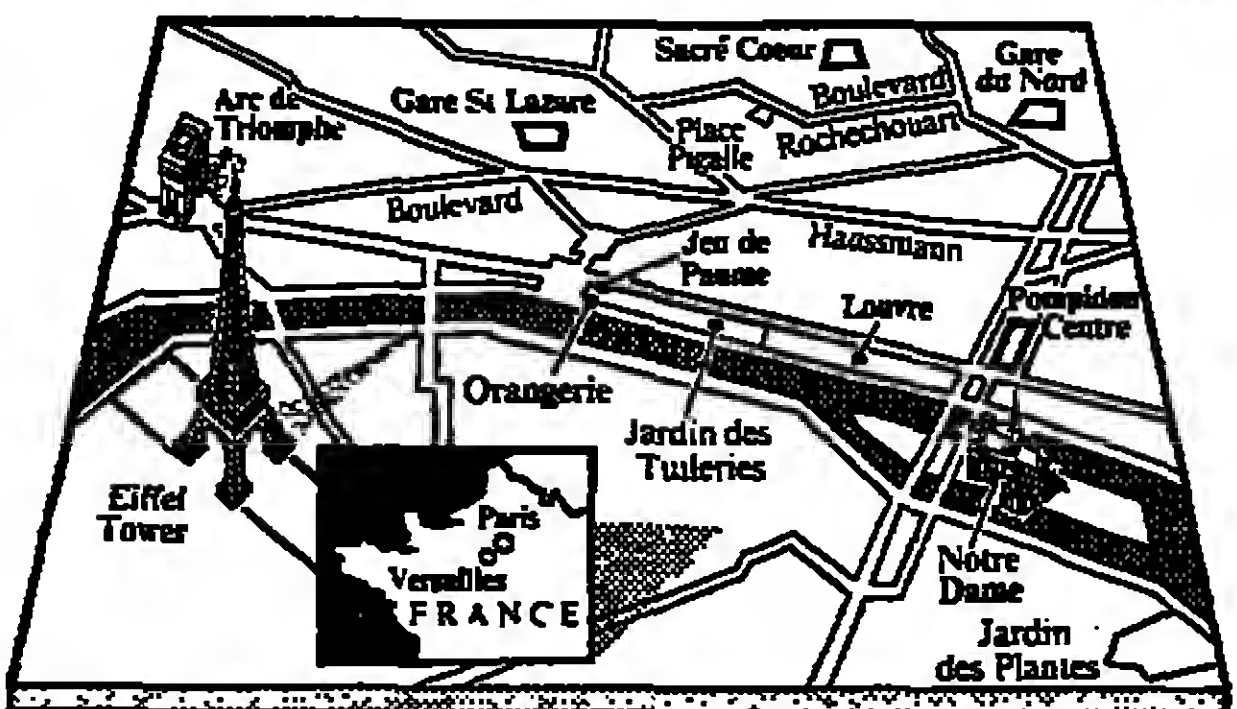 Sacré Coeur
Gare
du Nord
Boulevard
Rochechouart
Arc de
Triomphe
Gare St Lazare
Place
Pigalle
Boulevard
Haussmann
Jeu de
Paume
Louvre
Pompidou
Centre
Orangerie
Jardin des
Tuileries
Eiffel
Tower
Paris
Versailles
FRANCE
Notre
Dame
Jardin
des Plantes